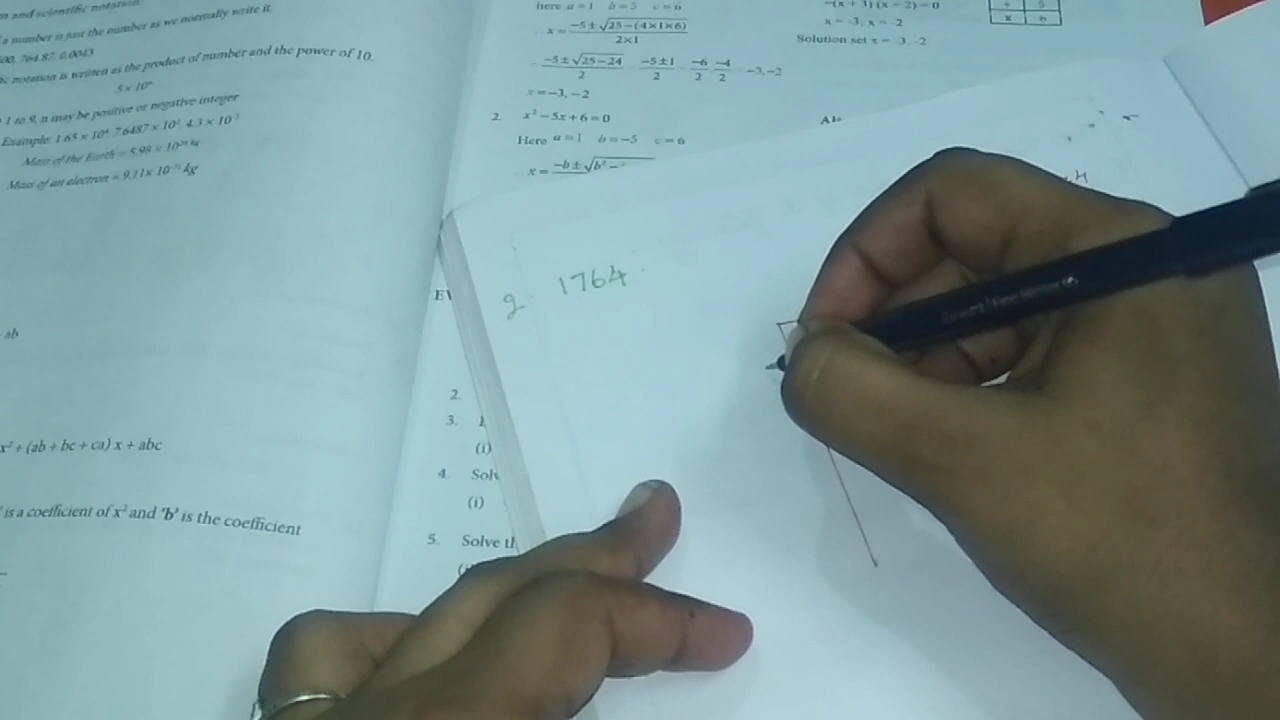 m and scientific notation.
a number is just the number as we normally write it
00, 764.87; 0.0043
notation is written as the product of number and the power of 10.
5 × 10ⁿ
1 to 9, n may be positive or negative integer
Example: 1.65 × 10⁴, 7.6487 × 10², 4.3 × 10⁻³
Mass of the Earth = 5.98 × 10²⁴ kg
Mass of an electron = 9.11 × 10⁻³¹ kg
ab
x² + (ab + bc + ca) x + abc
is a coefficient of x² and 'b' is the coefficient
here a = 1 b = 5 c = 6
x = -5 ± √25 - (4×1×6) / 2×1
-5 ± √25 - 24 / 2 -5 ± 1 / 2 -6 / 2 -4 / 2 = -3, -2
x = -3, -2
2. x² - 5x + 6 = 0
Here a = 1 b = -5 c = 6
x = -b ± √b² -
x = -3; x = -2
Solution set x = -3, -2
+ 5
x 6
2 1764
2.
3.
(i)
4. Solv
(i)
5. Solve th